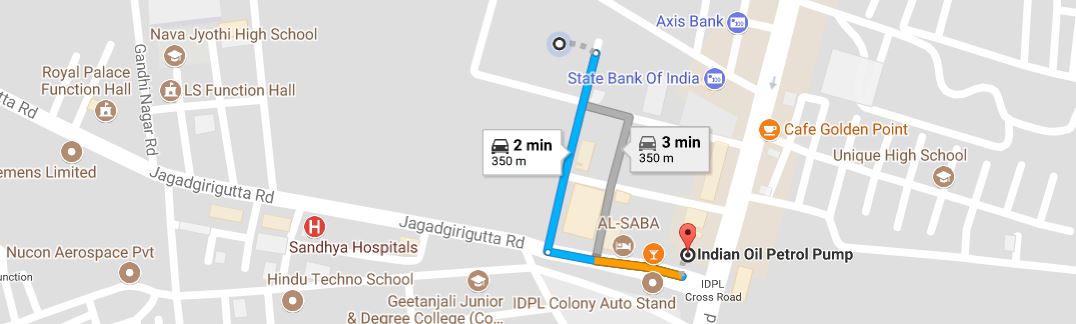 Axis Bank
Nava Jyothi High School
Royal Palace
Function Hall
LS Function Hall
State Bank Of India
Gandhi Nagar Rd
tta Rd
Cafe Golden Point
2 min
350 m
3 min
350 m
Unique High School
emens Limited
Jagadgirigutta Rd
Jagadgirigutta Rd
AL-SABA
H
Sandhya Hospitals
Nucon Aerospace Pvt
Indian Oil Petrol Pump
unction
Hindu Techno School
IDPL
Cross Road
Geetanjali Junior
& Degree College (Co...
IDPL Colony Auto Stand